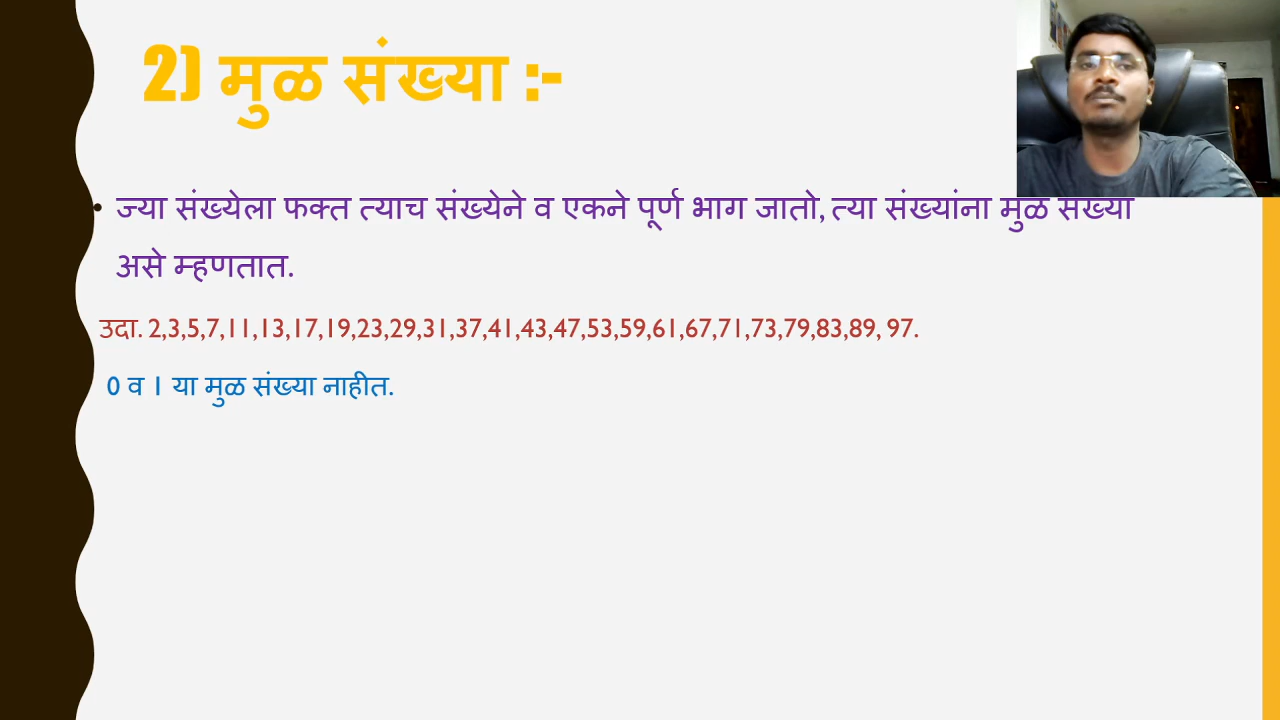 2) मुळ संख्या :-
• ज्या संख्येला फक्त त्याच संख्येने व एकने पूर्ण भाग जातो, त्या संख्यांना मुळ संख्या
असे म्हणतात.
उदा. 2,3,5,7,11,13,17,19,23,29,31,37,41,43,47,53,59,61,67,71,73,79,83,89, 97.
0 व 1 या मुळ संख्या नाहीत.